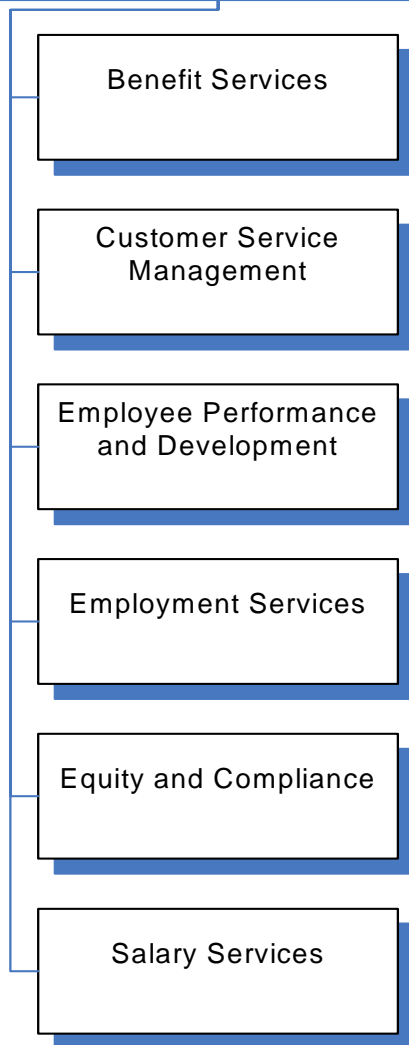 Benefit Services
Customer Service
Management
Employee Performance
and Development
Employment Services
Equity and Compliance
Salary Services